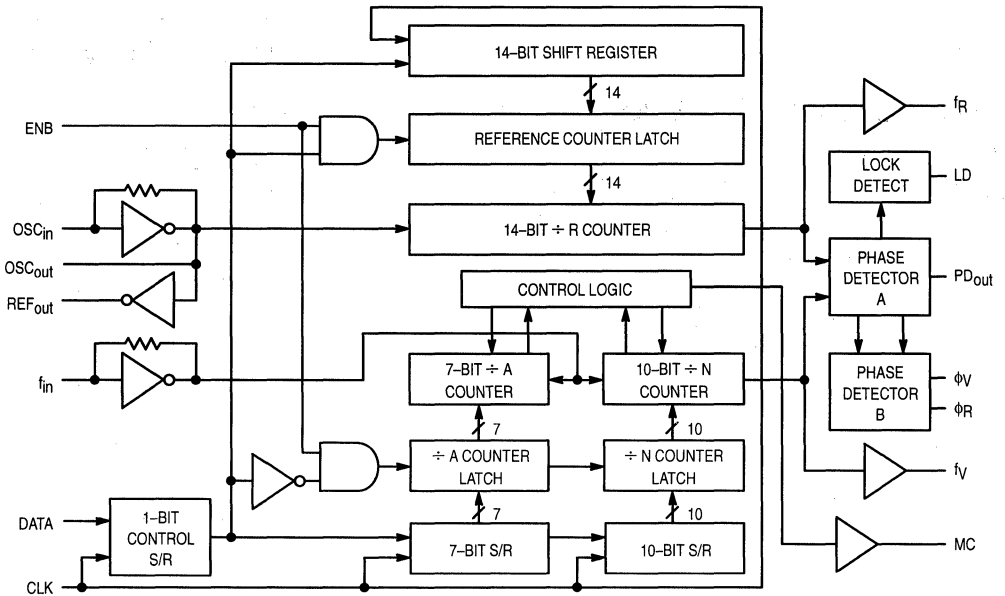 14–BIT SHIFT REGISTER
14
fR
ENB
REFERENCE COUNTER LATCH
LOCK
DETECT
LD
14
OSCin
14–BIT ÷ R COUNTER
OSCout
PHASE
DETECTOR
A
PDout
REFout
CONTROL LOGIC
fin
7–BIT ÷ A
COUNTER
10–BIT ÷ N
COUNTER
PHASE
DETECTOR
B
ϕV
ϕR
7
10
÷ A COUNTER
LATCH
÷ N COUNTER
LATCH
fV
7
10
DATA
1–BIT
CONTROL
S/R
7–BIT S/R
10–BIT S/R
MC
CLK